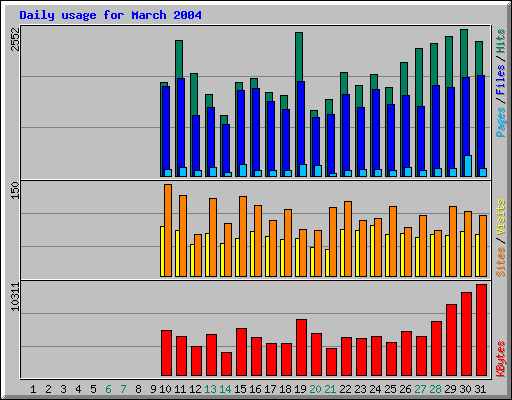 Daily usage for March 2004
2552
Pages / Files / Hits
150
Sites / Visits
10311
KBytes
1 2 3 4 5 6 7 8 9 10 11 12 13 14 15 16 17 18 19 20 21 22 23 24 25 26 27 28 29 30 31